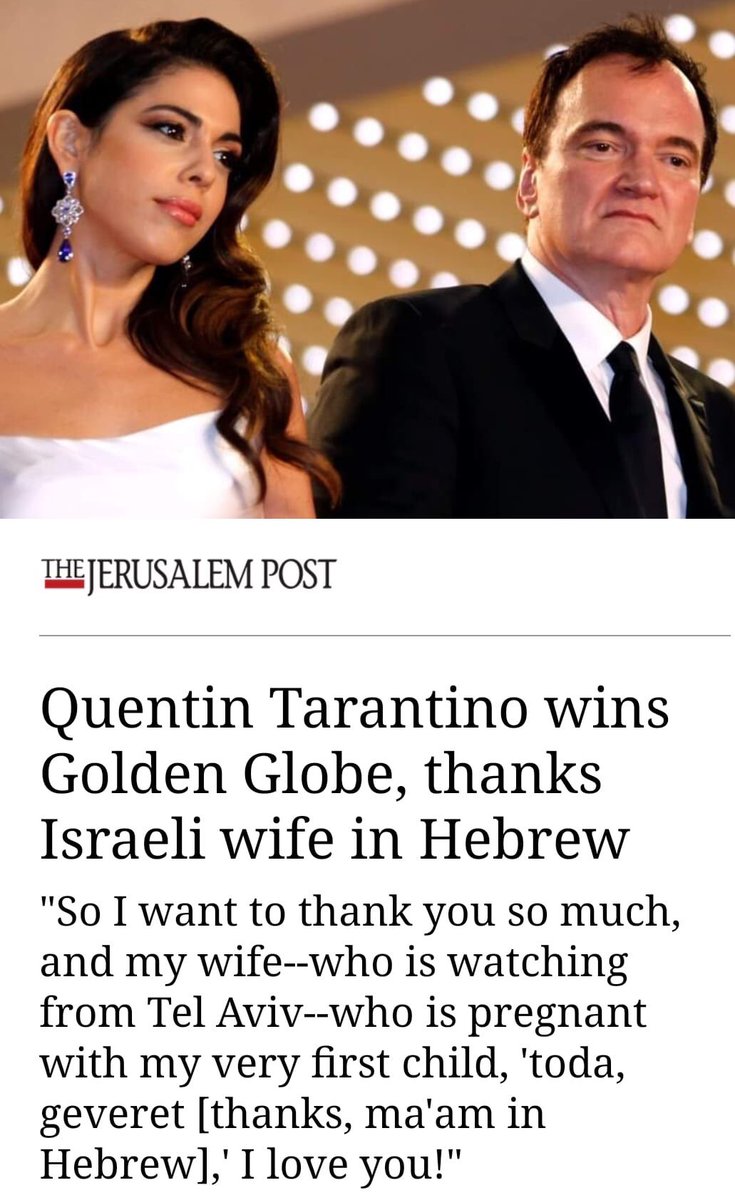 THE JERUSALEM POST
Quentin Tarantino wins
Golden Globe, thanks
Israeli wife in Hebrew
"So I want to thank you so much,
and my wife--who is watching
from Tel Aviv--who is pregnant
with my very first child, 'toda,
geveret [thanks, ma'am in
Hebrew],' I love you!"